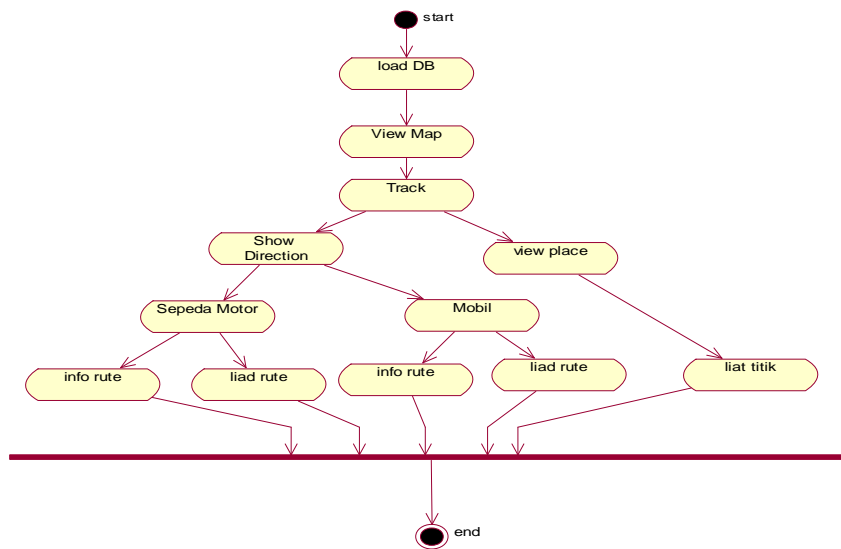 start
load DB
View Map
Track
Show
Direction
view place
Sepeda Motor
Mobil
info rute
liad rute
info rute
liad rute
liat titik
end